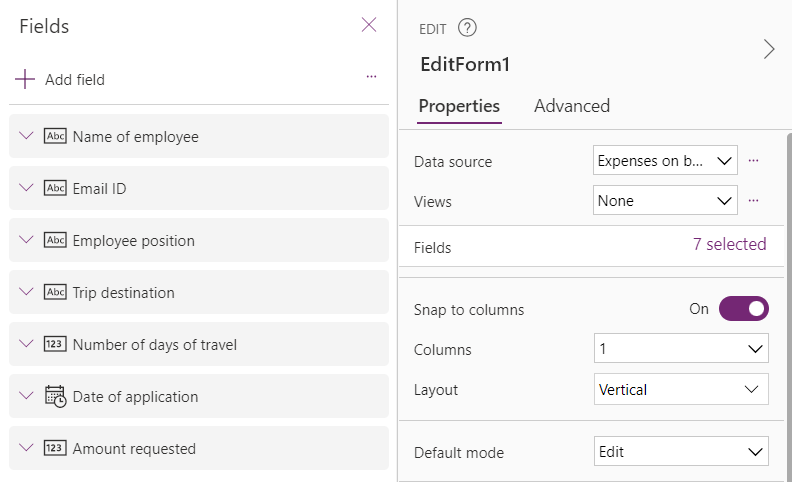 Fields
Add field
Abc Name of employee
Abc Email ID
Abc Employee position
Abc Trip destination
123 Number of days of travel
Date of application
123 Amount requested
EDIT ?
EditForm1
Properties Advanced
Data source Expenses on b... ...
Views None ...
Fields 7 selected
Snap to columns On
Columns 1
Layout Vertical
Default mode Edit